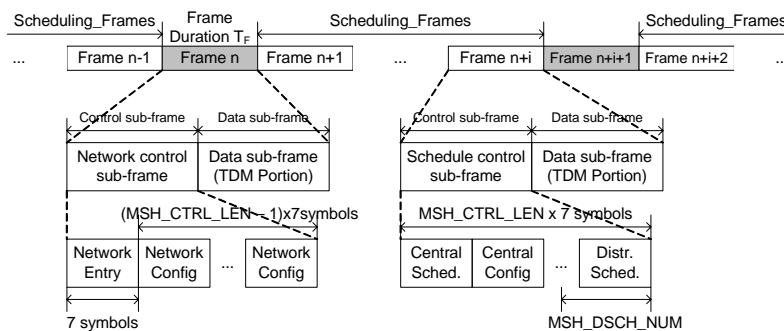 Scheduling_Frames
Frame
Duration TF
Scheduling_Frames
Scheduling_Frames
...
Frame n-1
Frame n
Frame n+1
...
Frame n+i
Frame n+i+1
Frame n+i+2
...
Control sub-frame
Data sub-frame
Control sub-frame
Data sub-frame
Network control
sub-frame
Data sub-frame
(TDM Portion)
Schedule control
sub-frame
Data sub-frame
(TDM Portion)
(MSH_CTRL_LEN – 1)x7symbols
MSH_CTRL_LEN x 7 symbols
Network
Entry
Network
Config
...
Network
Config
Central
Sched.
Central
Config
...
Distr.
Sched.
7 symbols
MSH_DSCH_NUM